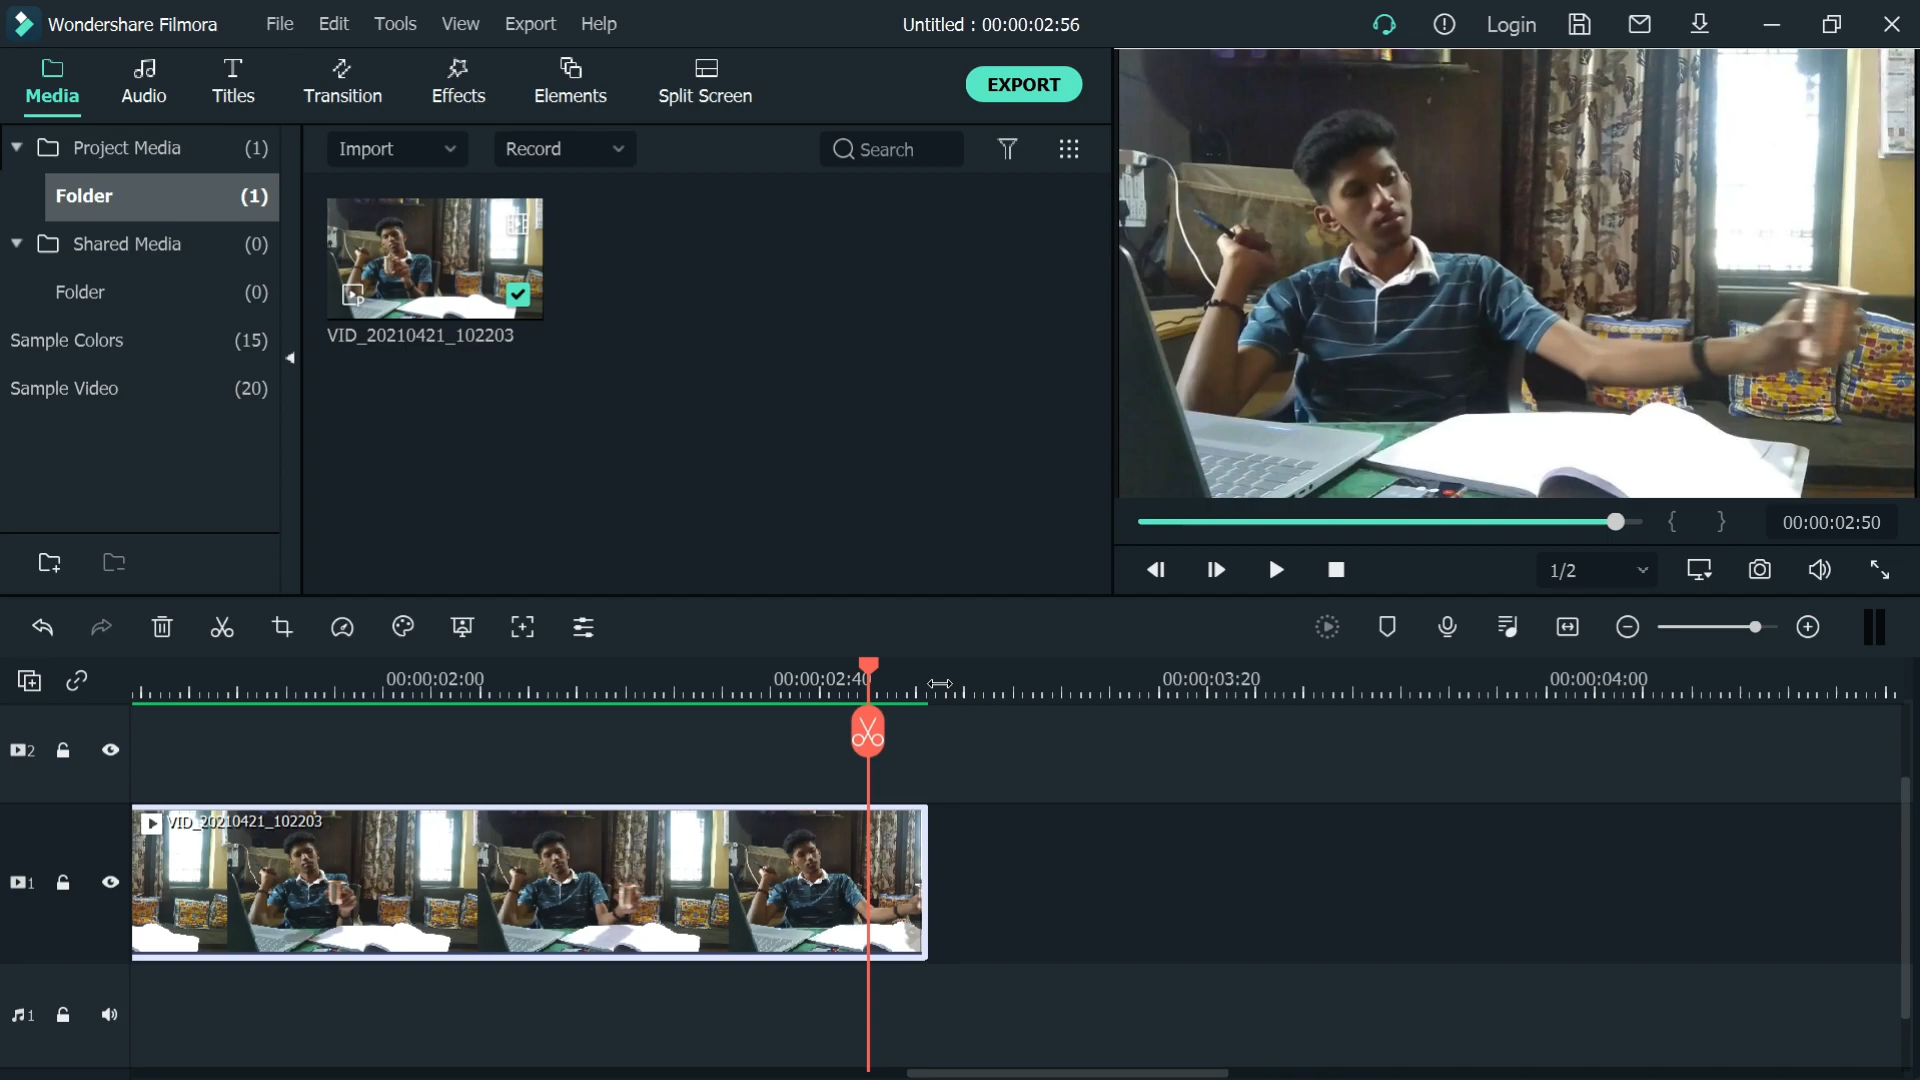 Wondershare Filmora
File
Edit
Tools
View
Export
Help
Untitled : 00:00:02:56
Login
Media
Audio
Titles
Transition
Effects
Elements
Split Screen
EXPORT
Project Media (1)
Folder (1)
Shared Media (0)
Folder (0)
Sample Colors (15)
Sample Video (20)
Import
Record
Search
VID_20210421_102203
{ }
00:00:02:50
1/2
00:00:02:00
00:00:02:40
00:00:03:20
00:00:04:00
2
VID_20210421_102203
1
1